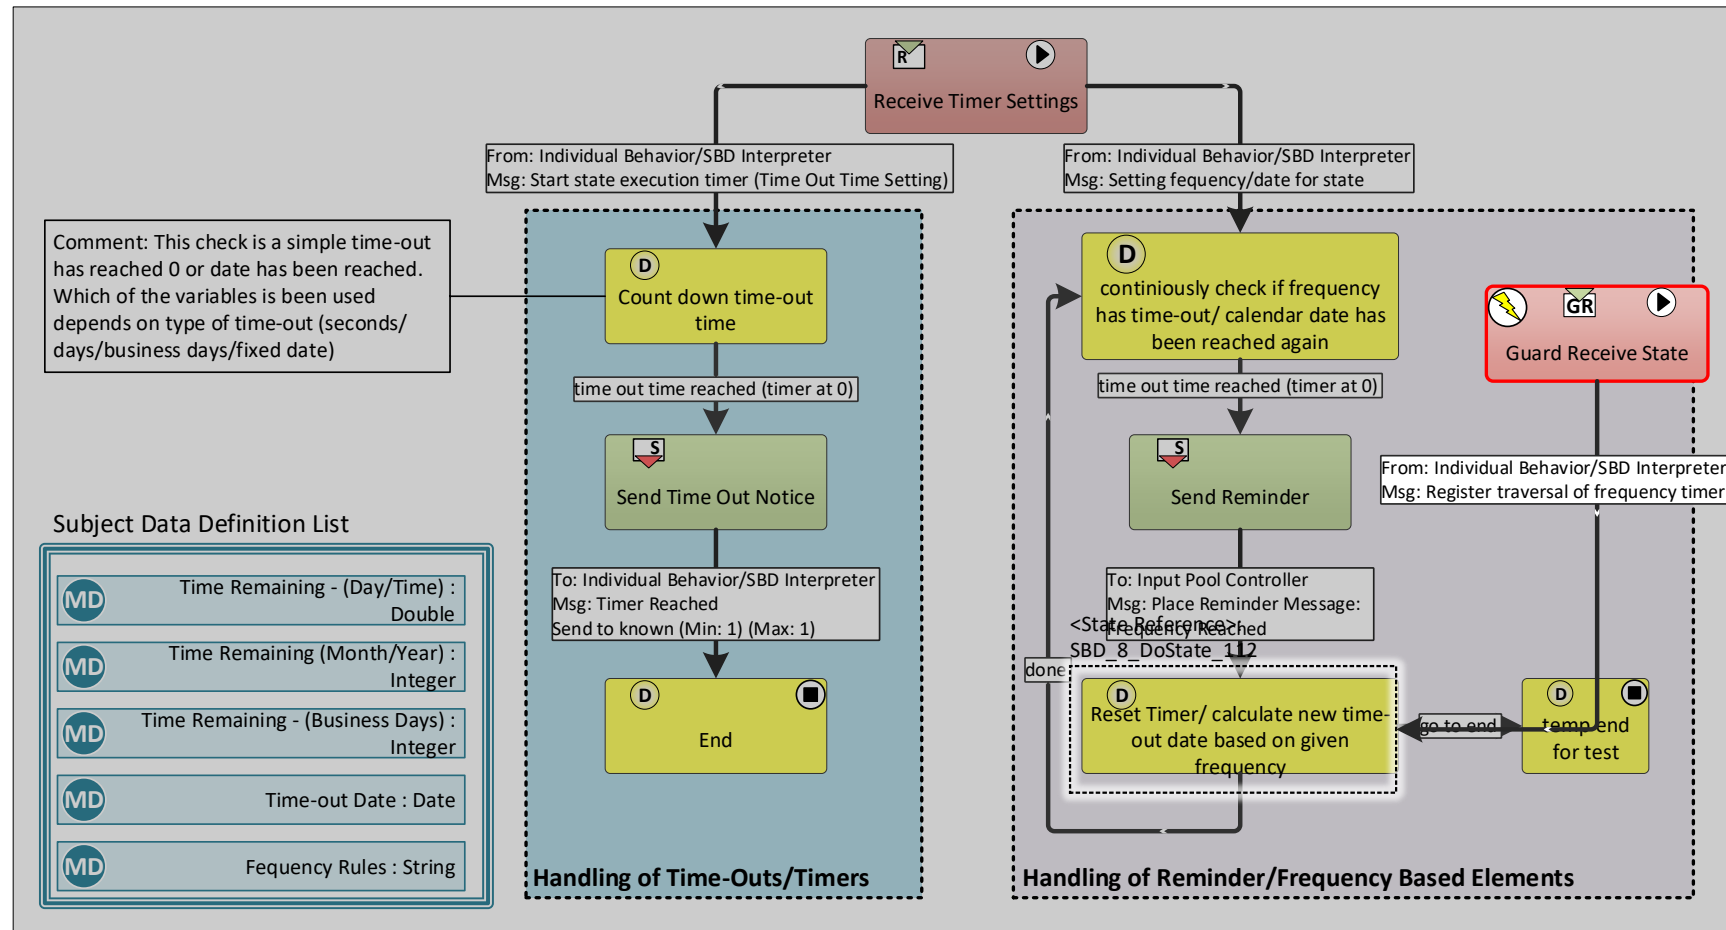 R
Receive Timer Settings
From: Individual Behavior/SBD Interpreter
Msg: Start state execution timer (Time Out Time Setting)
From: Individual Behavior/SBD Interpreter
Msg: Setting fequency/date for state
Comment: This check is a simple time-out
has reached 0 or date has been reached.
Which of the variables is been used
depends on type of time-out (seconds/
days/business days/fixed date)
D
Count down time-out
time
time out time reached (timer at 0)
S
Send Time Out Notice
To: Individual Behavior/SBD Interpreter
Msg: Timer Reached
Send to known (Min: 1) (Max: 1)
D
End
Handling of Time-Outs/Timers
D
continiously check if frequency
has time-out/ calendar date has
been reached again
time out time reached (timer at 0)
S
Send Reminder
To: Input Pool Controller
Msg: Place Reminder Message:
Frequency Reached
<State Reference>:
SBD_8_DoState_112
done
D
Reset Timer/ calculate new time-
out date based on given
frequency
go to end
D
temp end
for test
GR
Guard Receive State
From: Individual Behavior/SBD Interpreter
Msg: Register traversal of frequency timer
Handling of Reminder/Frequency Based Elements
Subject Data Definition List
MD
Time Remaining - (Day/Time) :
Double
MD
Time Remaining (Month/Year) :
Integer
MD
Time Remaining - (Business Days) :
Integer
MD
Time-out Date : Date
MD
Fequency Rules : String